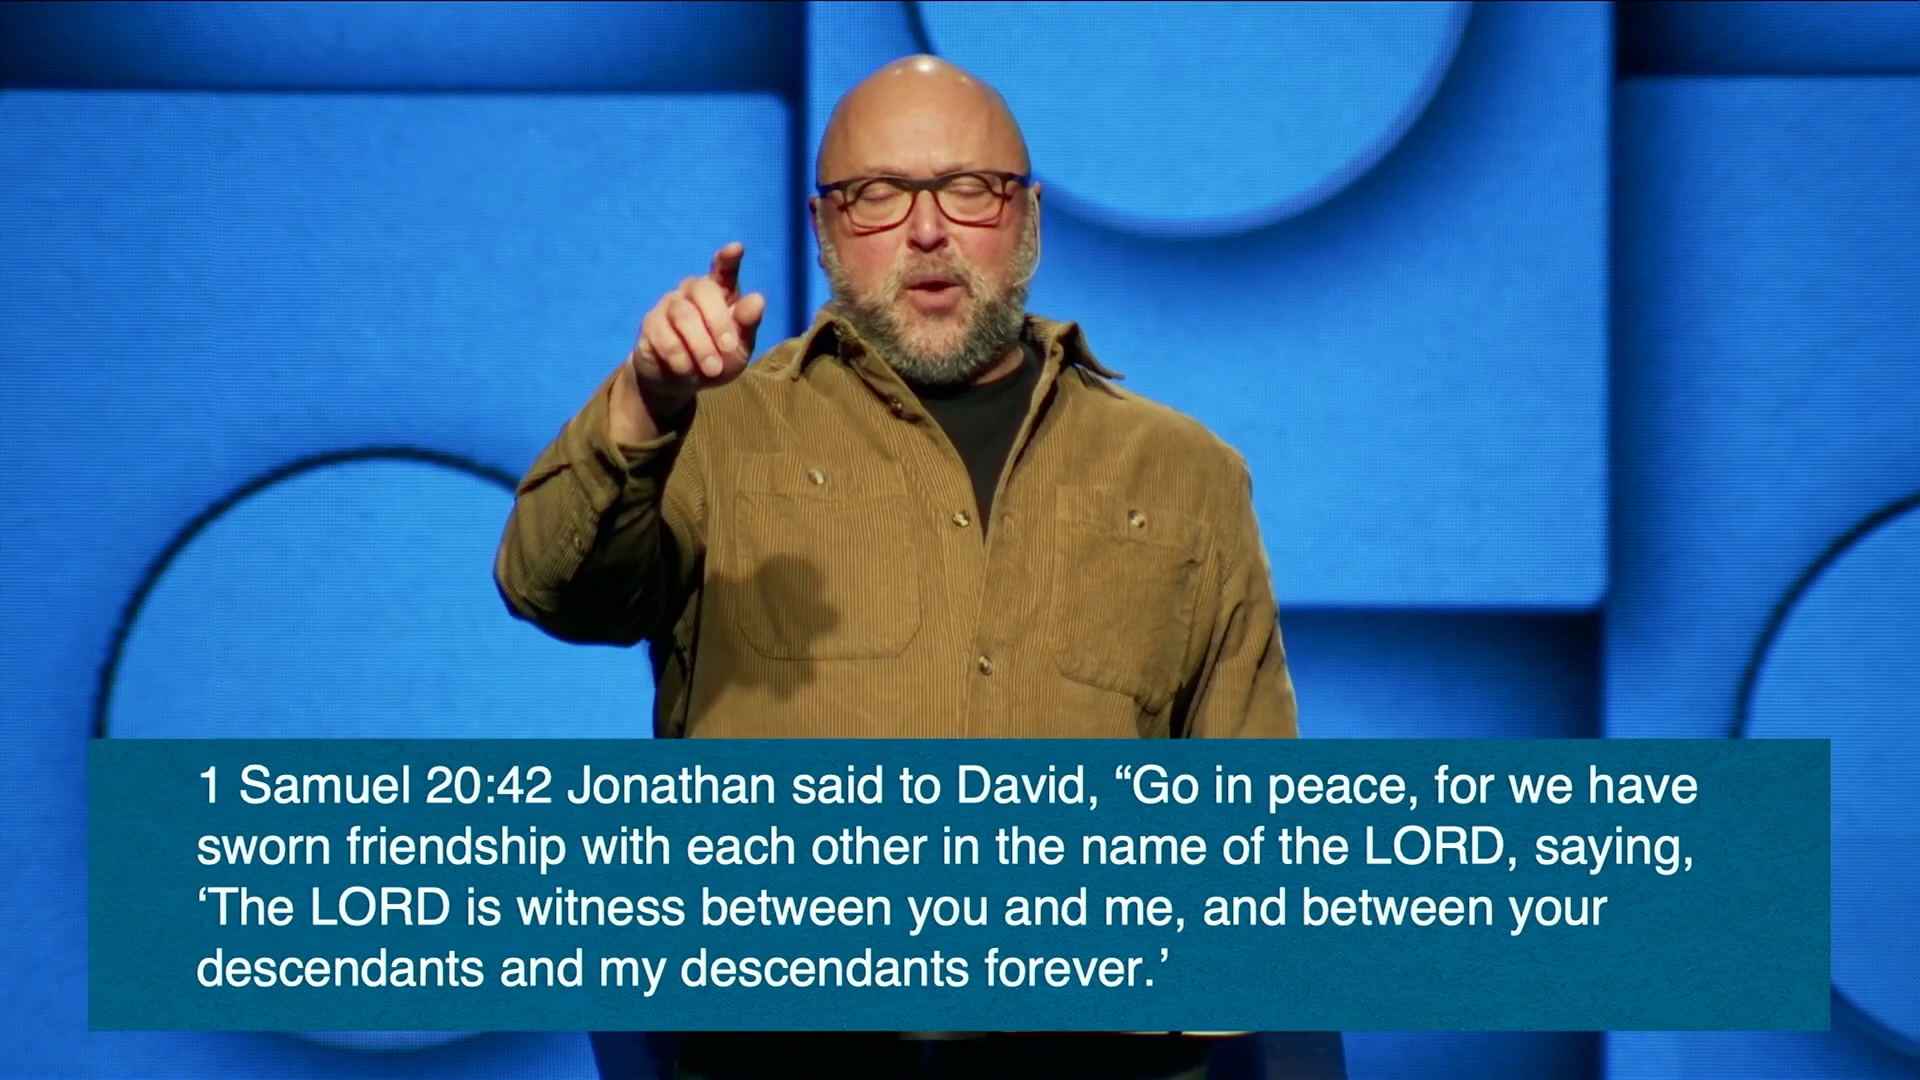 1 Samuel 20:42 Jonathan said to David, “Go in peace, for we have
sworn friendship with each other in the name of the LORD, saying,
‘The LORD is witness between you and me, and between your
descendants and my descendants forever.’